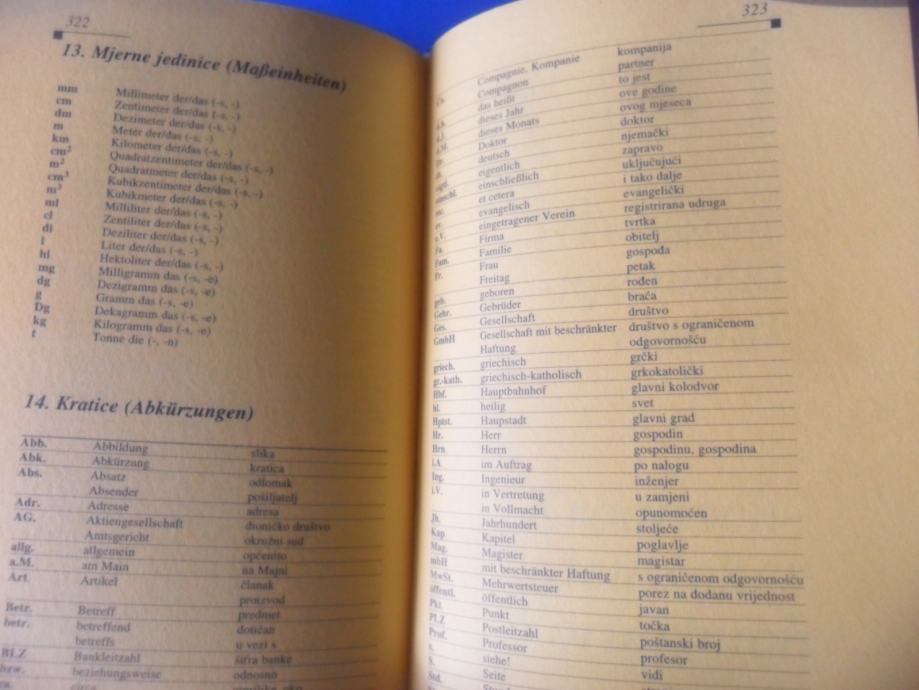 322
13. Mjerne jedinice (Maßeinheiten)
mm Millimeter der/das (-s, -)
cm Zentimeter der/das (-s, -)
dm Dezimeter der/das (-s, -)
m Meter der/das (-s, -)
km Kilometer der/das (-s, -)
cm² Quadratzentimeter der/das (-s, -)
m² Quadratmeter der/das (-s, -)
cm³ Kubikzentimeter der/das (-s, -)
m³ Kubikmeter der/das (-s, -)
ml Milliliter der/das (-s, -)
cl Zentiliter der/das (-s, -)
dl Deziliter der/das (-s, -)
l Liter der/das (-s, -)
hl Hektoliter der/das (-s, -)
mg Milligramm das (-s, -e)
dg Dezigramm das (-s, -e)
g Gramm das (-s, -e)
Dg Dekagramm das (-s, -e)
kg Kilogramm das (-s, -e)
t Tonne die (-, -n)
14. Kratice (Abkürzungen)
Abb. Abbildung slika
Abk. Abkürzung kratica
Abs. Absatz odlomak
Absender pošiljatelj
Adr. Adresse adresa
AG. Aktiengesellschaft dioničko društvo
Amtsgericht okružni sud
allg. allgemein općenito
a.M. am Main na Majni
Art. Artikel članak
proizvod
Betr. Betreff predmet
betr. betreffend dotičan
betreffs u vezi s
BLZ Bankleitzahl šifra banke
bzw. beziehungsweise odnosno
323
Co. Compagnie, Kompanie kompanija
Compagnon partner
d.h. das heißt to jest
dieses Jahr ove godine
dieses Monats ovog mjeseca
Doktor doktor
deutsch njemački
eigentlich zapravo
einschließlich uključujući
et cetera i tako dalje
ev. evangelisch evangelički
e.V. eingetragener Verein registrirana udruga
Fa. Firma tvrtka
Fam. Familie obitelj
Fr. Frau gospođa
Freitag petak
geb. geboren rođen
Gebr. Gebrüder braća
Ges. Gesellschaft društvo
GmbH Gesellschaft mit beschränkter društvo s ograničenom
Haftung odgovornošću
griech. griechisch grčki
gr.-kath. griechisch-katholisch grkokatolički
Hbf. Hauptbahnhof glavni kolodvor
hl. heilig svet
Hptst. Hauptstadt glavni grad
Hr. Herr gospodin
Hrn Herrn gospodinu, gospodina
i.A. im Auftrag po nalogu
Ing. Ingenieur inženjer
i.V. in Vertretung u zamjeni
in Vollmacht opunomoćen
Jh. Jahrhundert stoljeće
Kap. Kapitel poglavlje
Mag. Magister magistar
mbH mit beschränkter Haftung s ograničenom odgovornošću
MwSt. Mehrwertsteuer porez na dodanu vrijednost
öffentl. öffentlich javan
Pkt. Punkt točka
PLZ Postleitzahl poštanski broj
Prof. Professor profesor
s. siehe! vidi
S. Seite
Std.